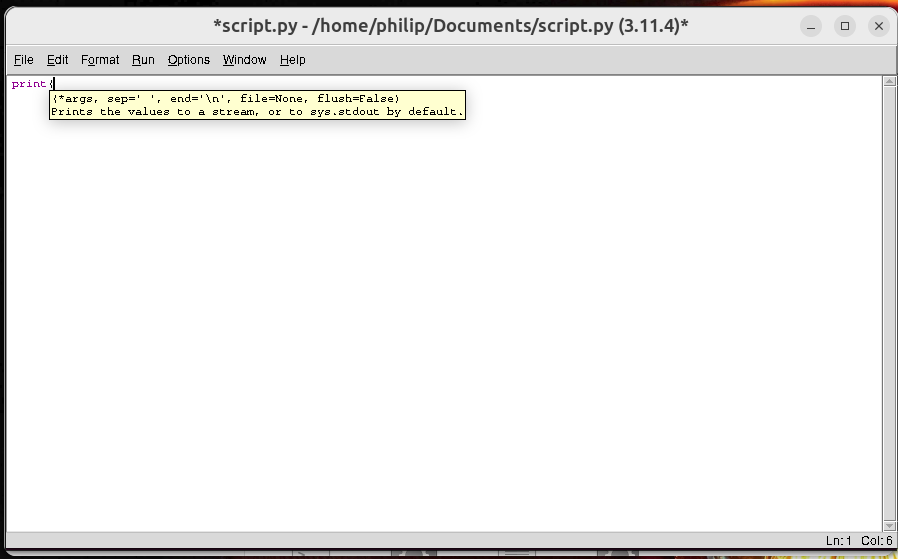 *script.py - /home/philip/Documents/script.py (3.11.4)*
File Edit Format Run Options Window Help
print(
(*args, sep=' ', end='\n', file=None, flush=False)
Prints the values to a stream, or to sys.stdout by default.
Ln: 1 Col: 6